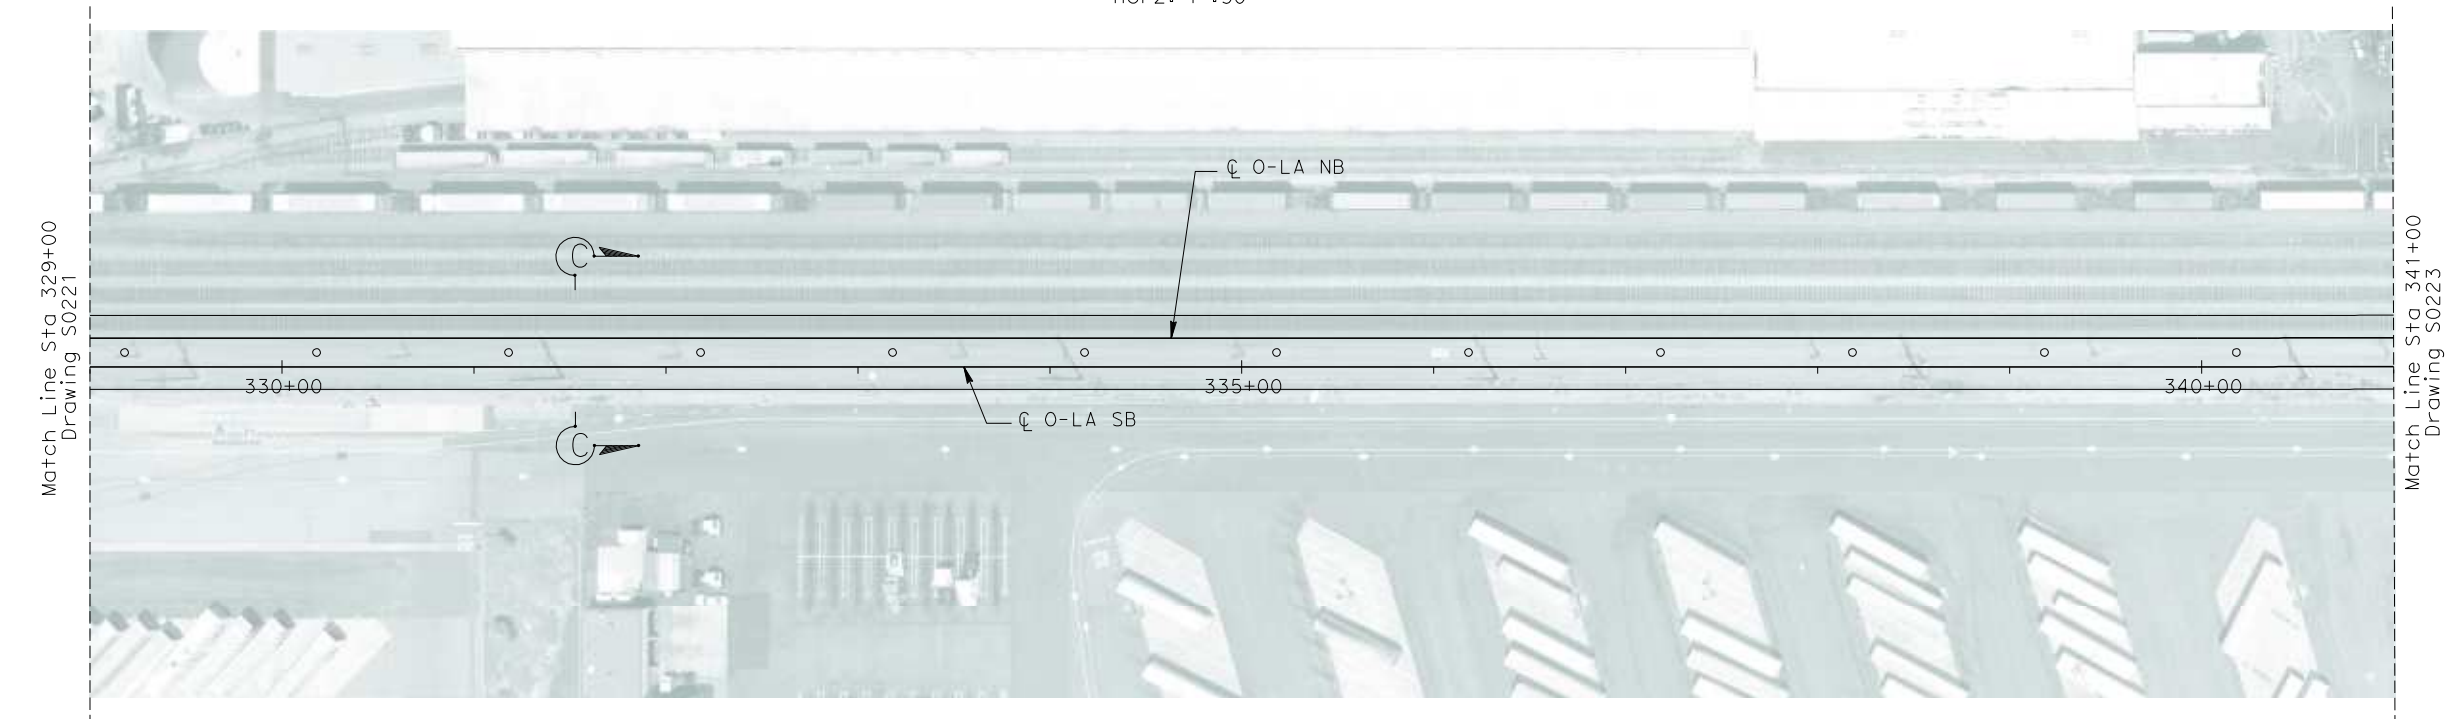 Match Line Sta 329+00
Drawing S0221
℄ O-LA NB
C
330+00
335+00
340+00
℄ O-LA SB
C
Match Line Sta 341+00
Drawing S0223